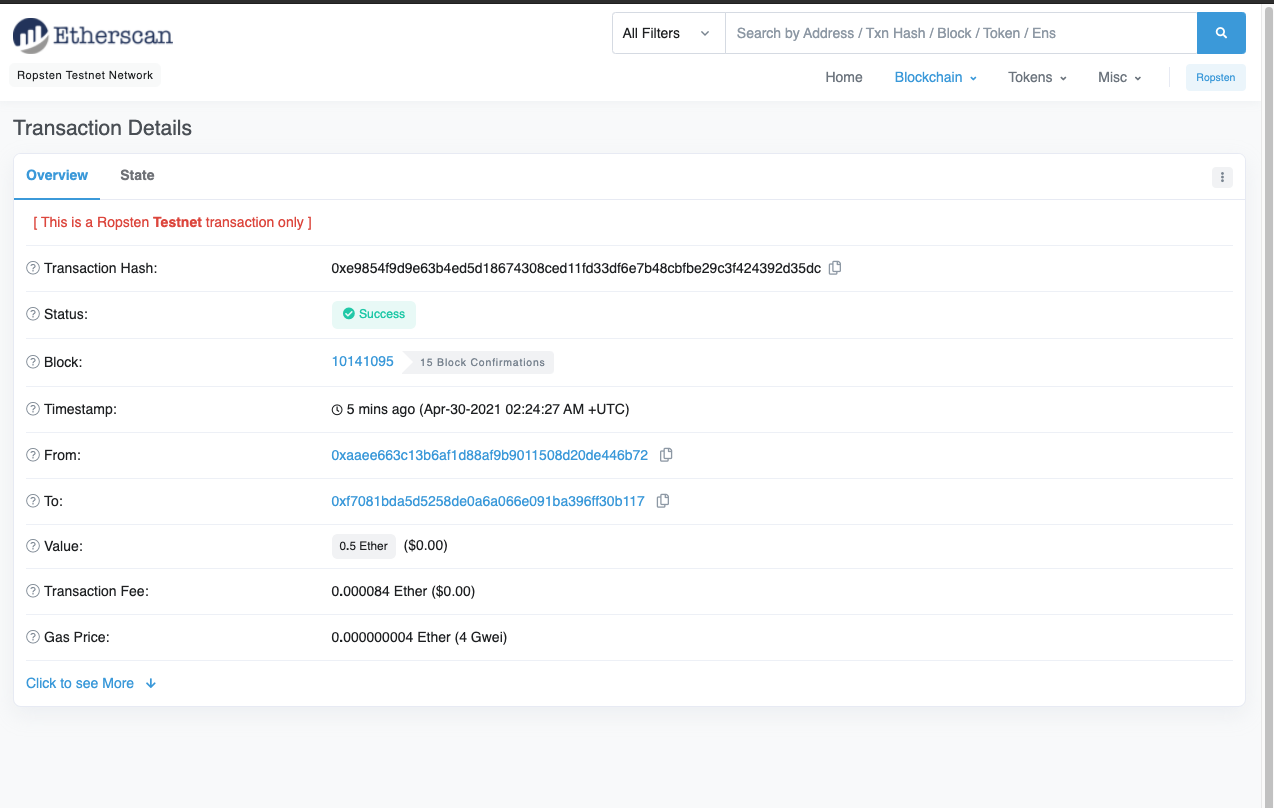 Etherscan
All Filters
Search by Address / Txn Hash / Block / Token / Ens
Ropsten Testnet Network
Home Blockchain Tokens Misc Ropsten
Transaction Details
Overview State
[ This is a Ropsten Testnet transaction only ]
Transaction Hash: 0xe9854f9d9e63b4ed5d18674308ced11fd33df6e7b48cbfbe29c3f424392d35dc
Status: Success
Block: 10141095 15 Block Confirmations
Timestamp: 5 mins ago (Apr-30-2021 02:24:27 AM +UTC)
From: 0xaaee663c13b6af1d88af9b9011508d20de446b72
To: 0xf7081bda5d5258de0a6a066e091ba396ff30b117
Value: 0.5 Ether ($0.00)
Transaction Fee: 0.000084 Ether ($0.00)
Gas Price: 0.000000004 Ether (4 Gwei)
Click to see More